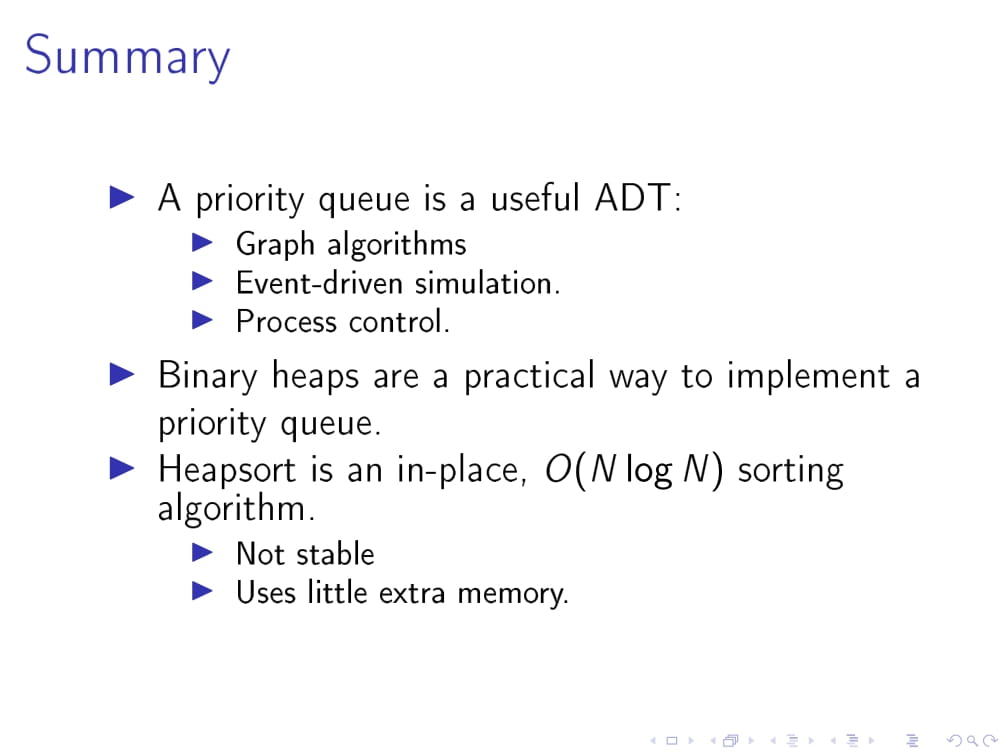 Summary
A priority queue is a useful ADT:
Graph algorithms
Event-driven simulation.
Process control.
Binary heaps are a practical way to implement a
priority queue.
Heapsort is an in-place, O(N log N) sorting
algorithm.
Not stable
Uses little extra memory.